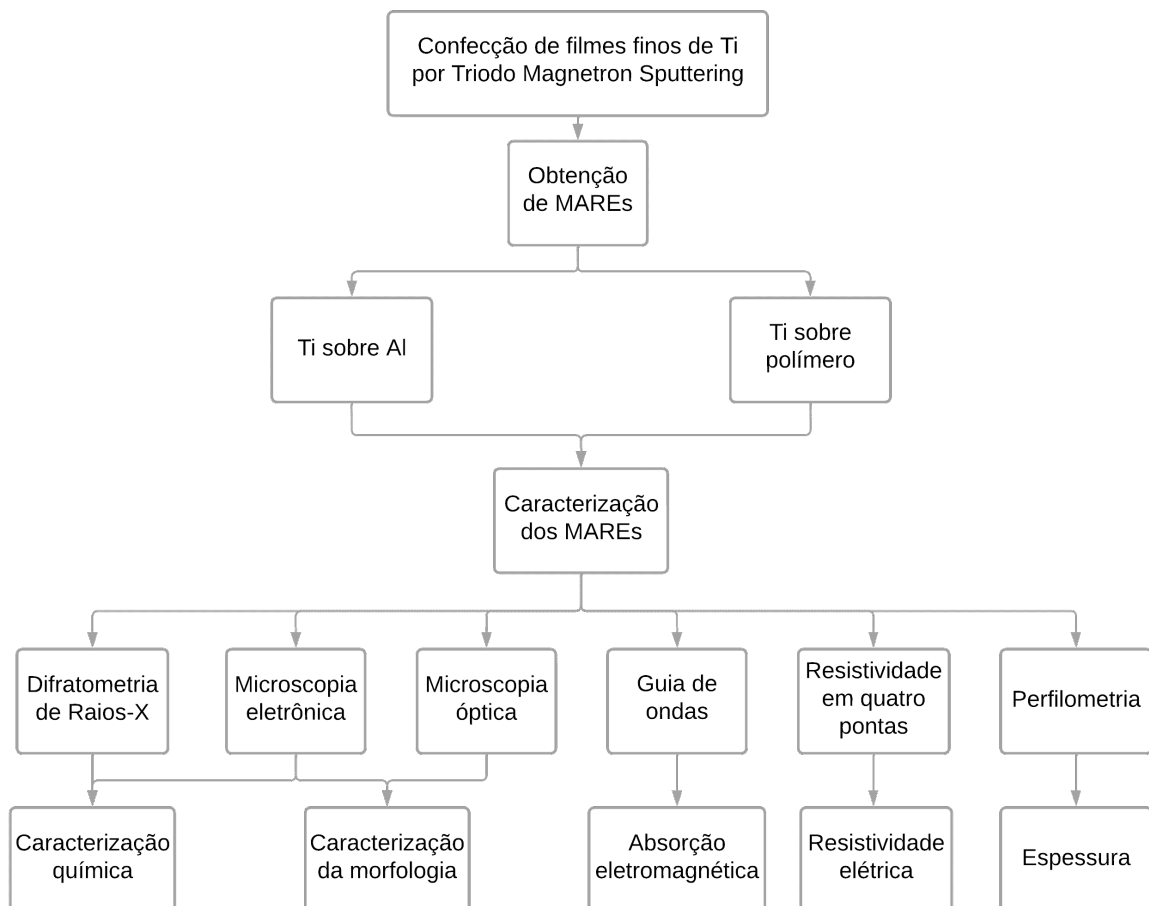 Confecção de filmes finos de Ti
por Triodo Magnetron Sputtering
Obtenção
de MAREs
Ti sobre Al
Ti sobre
polímero
Caracterização
dos MAREs
Difratometria
de Raios-X
Microscopia
eletrônica
Microscopia
óptica
Guia de
ondas
Resistividade
em quatro
pontas
Perfilometria
Caracterização
química
Caracterização
da morfologia
Absorção
eletromagnética
Resistividade
elétrica
Espessura